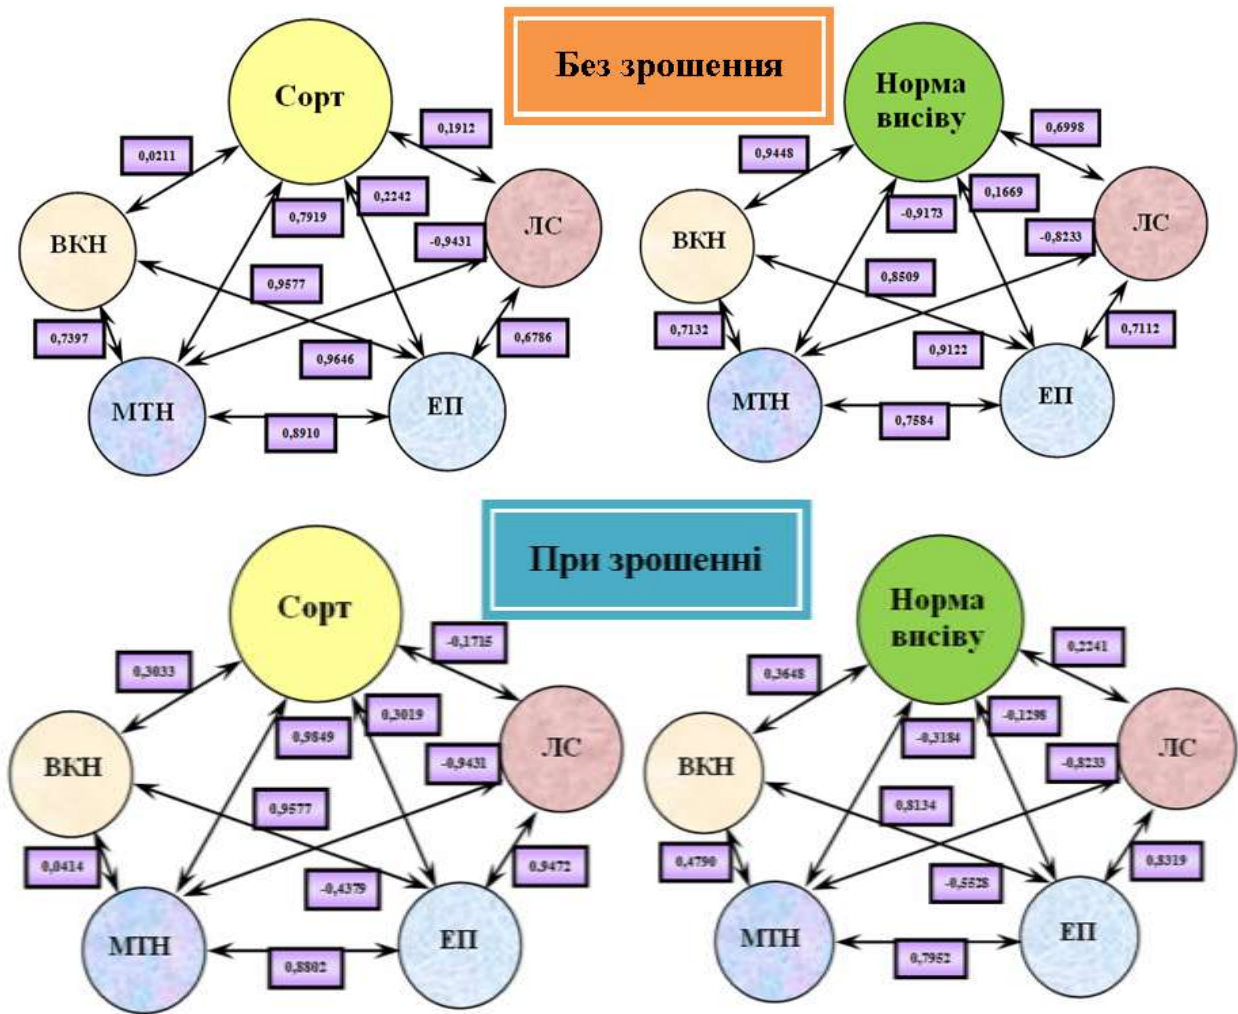 Без зрошення
Сорт
0,1912
0,0211
0,7919
0,2242
-0,9431
ВКН
ЛС
0,9577
0,7397
0,9646
0,6786
МТН
ЕП
0,8910
Норма
висіву
0,6998
0,9448
-0,9173
0,1669
-0,8233
ВКН
ЛС
0,8509
0,7132
0,9122
0,7112
МТН
ЕП
0,7584
При зрошенні
Сорт
-0,1715
0,3033
0,9849
0,3019
-0,9431
ВКН
ЛС
0,9577
0,0414
-0,4379
0,9472
МТН
ЕП
0,8802
Норма
висіву
0,2241
0,3648
-0,3184
-0,1298
-0,8233
ВКН
ЛС
0,8134
0,4790
-0,5528
0,8319
МТН
ЕП
0,7952